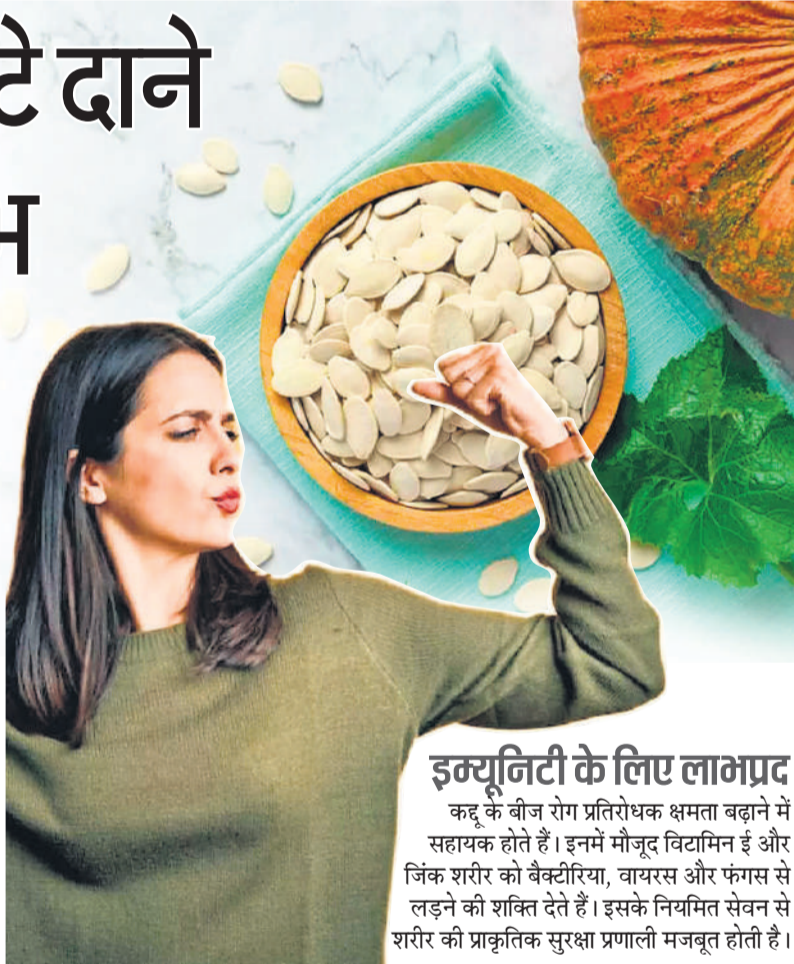 दाने
इम्यूनिटी के लिए लाभप्रद
कद्दू के बीज रोग प्रतिरोधक क्षमता बढ़ाने में
सहायक होते हैं। इनमें मौजूद विटामिन ई और
जिंक शरीर को बैक्टीरिया, वायरस और फंगस से
लड़ने की शक्ति देते हैं। इसके नियमित सेवन से
शरीर की प्राकृतिक सुरक्षा प्रणाली मजबूत होती है।